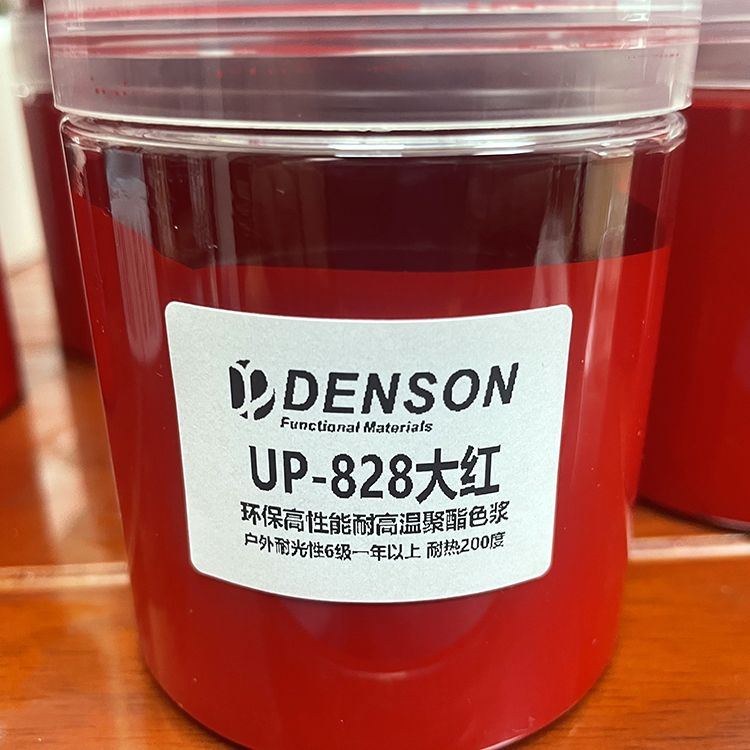 DENSON
Functional Materials
UP-828大红
环保高性能耐高温聚酯色浆
户外耐光性6级一年以上 耐热200度